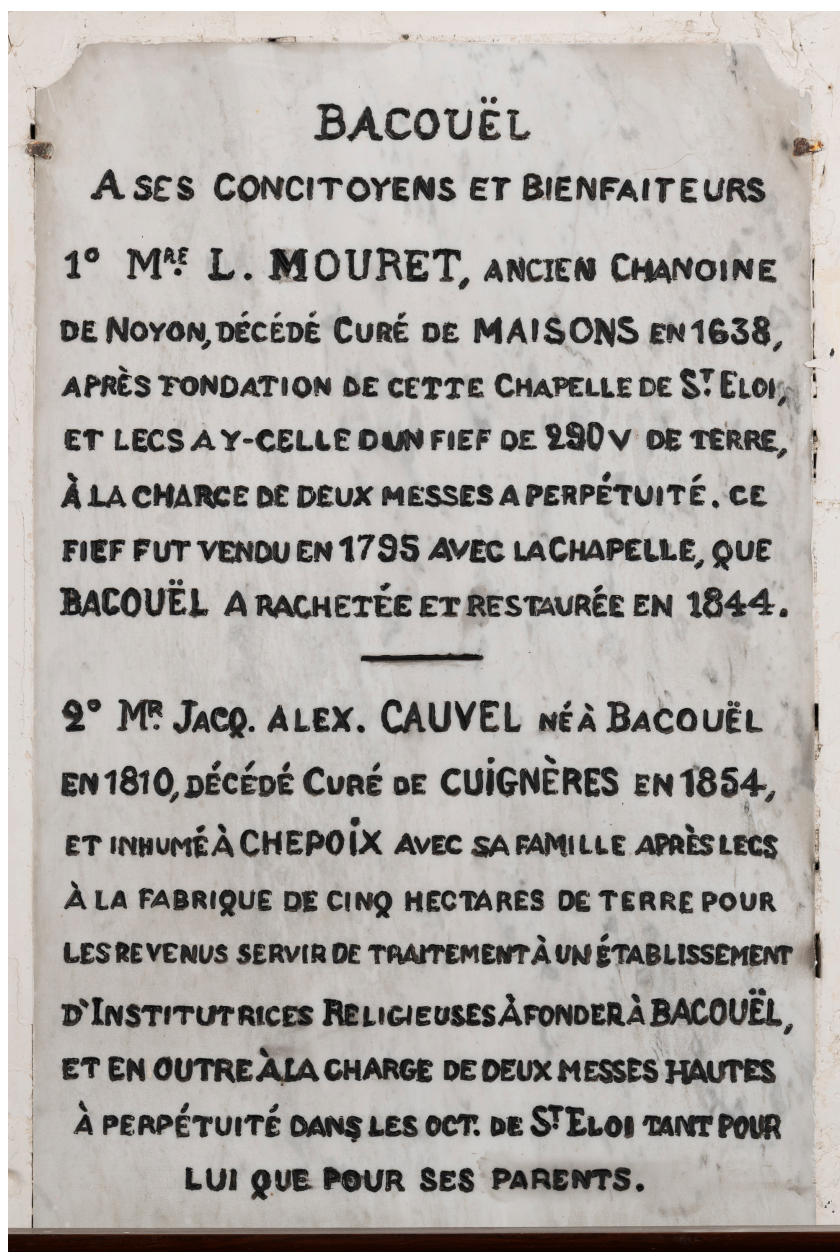 BACOUËL
A SES CONCITOYENS ET BIENFAITEURS
1° MRE. L. MOURET, ANCIEN CHANOINE
DE NOYON, DÉCÉDÉ CURÉ DE MAISONS EN 1638,
APRÈS FONDATION DE CETTE CHAPELLE DE ST. ELOI,
ET LECS A Y-CELLE D'UN FIEF DE 290 V DE TERRE,
À LA CHARCE DE DEUX MESSES A PERPÉTUITÉ. CE
FIEF FUT VENDU EN 1795 AVEC LA CHAPELLE, QUE
BACOUËL A RACHETÉE ET RESTAURÉE EN 1844.
2° MR. JACQ. ALEX. CAUVEL NÉ À BACOUËL
EN 1810, DÉCÉDÉ CURÉ DE CUIGNÈRES EN 1854,
ET INHUMÉ À CHEPOIX AVEC SA FAMILLE APRÈS LECS
À LA FABRIQUE DE CINQ HECTARES DE TERRE POUR
LES REVENUS SERVIR DE TRAITEMENT À UN ÉTABLISSEMENT
D'INSTITUTRICES RELIGIEUSES À FONDER À BACOUËL,
ET EN OUTRE À LA CHARGE DE DEUX MESSES HAUTES
À PERPÉTUITÉ DANS LES OCT. DE ST. ELOI TANT POUR
LUI QUE POUR SES PARENTS.